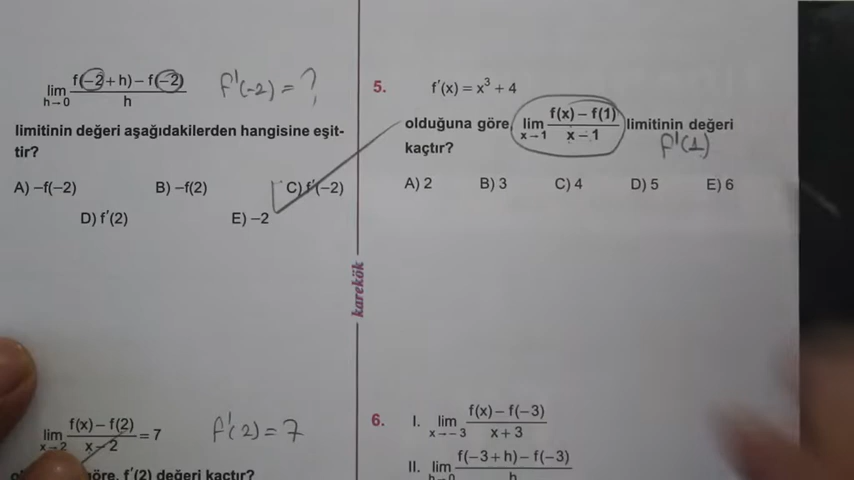 lim h→0 f(−2 + h) − f(−2) / h
f'(-2) = ?
limitinin değeri aşağıdakilerden hangisine eşit-
tir?
A) −f(−2) B) −f(2) C) f'(−2)
D) f'(2) E) −2
lim x→2 f(x) − f(2) / x − 2 = 7
f'(2) = 7
göre, f'(2) değeri kaçtır?
karekök
5. f'(x) = x³ + 4
olduğuna göre, lim x→1 f(x) − f(1) / x − 1 limitinin değeri
f'(1)
kaçtır?
A) 2 B) 3 C) 4 D) 5 E) 6
6. I. lim x→−3 f(x) − f(−3) / x + 3
II. lim h→0 f(−3 + h) − f(−3) / h